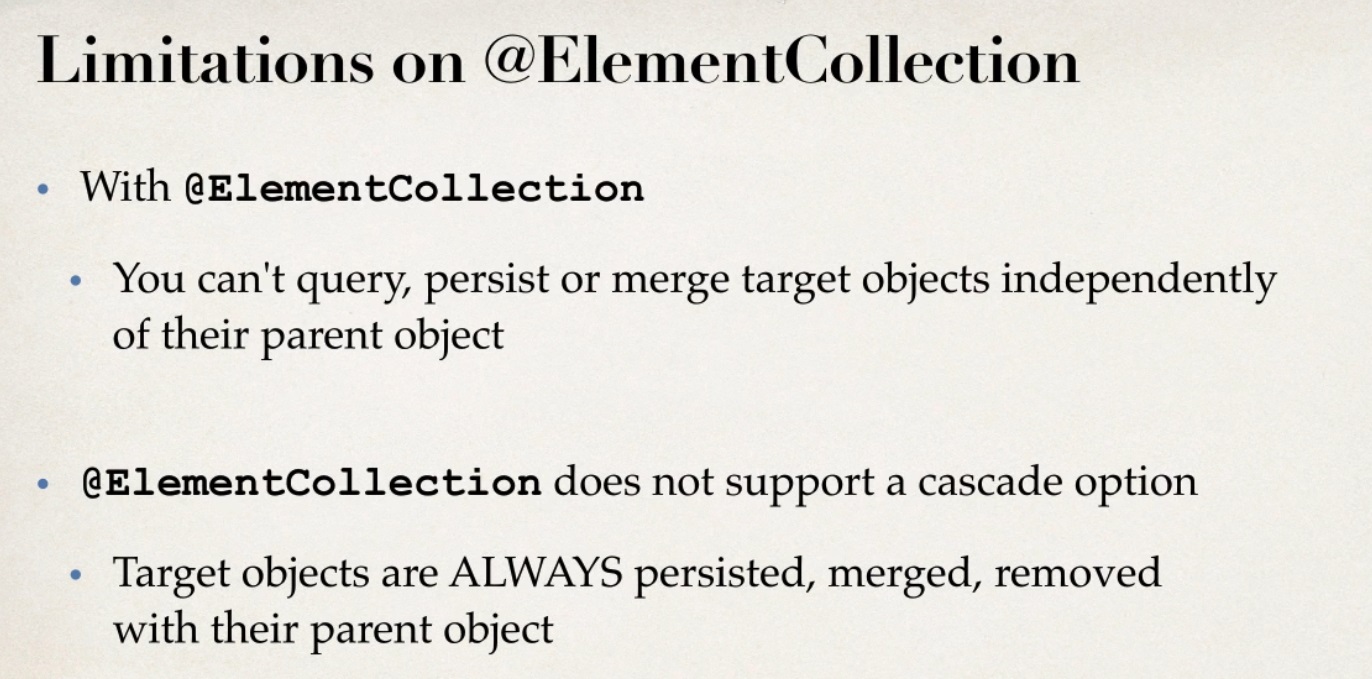 Limitations on @ElementCollection
• With @ElementCollection
• You can't query, persist or merge target objects independently
of their parent object
• @ElementCollection does not support a cascade option
• Target objects are ALWAYS persisted, merged, removed
with their parent object